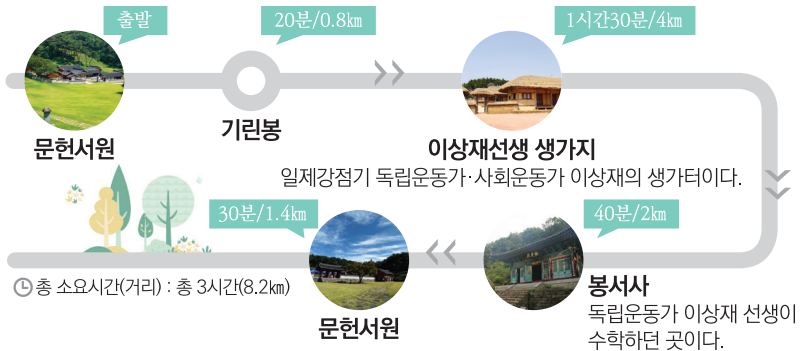 출발
문헌서원
20분/0.8㎞
기린봉
1시간30분/4㎞
이상재선생 생가지
일제강점기 독립운동가·사회운동가 이상재의 생가터이다.
40분/2㎞
봉서사
독립운동가 이상재 선생이
수학하던 곳이다.
30분/1.4㎞
문헌서원
총 소요시간(거리) : 총 3시간(8.2㎞)